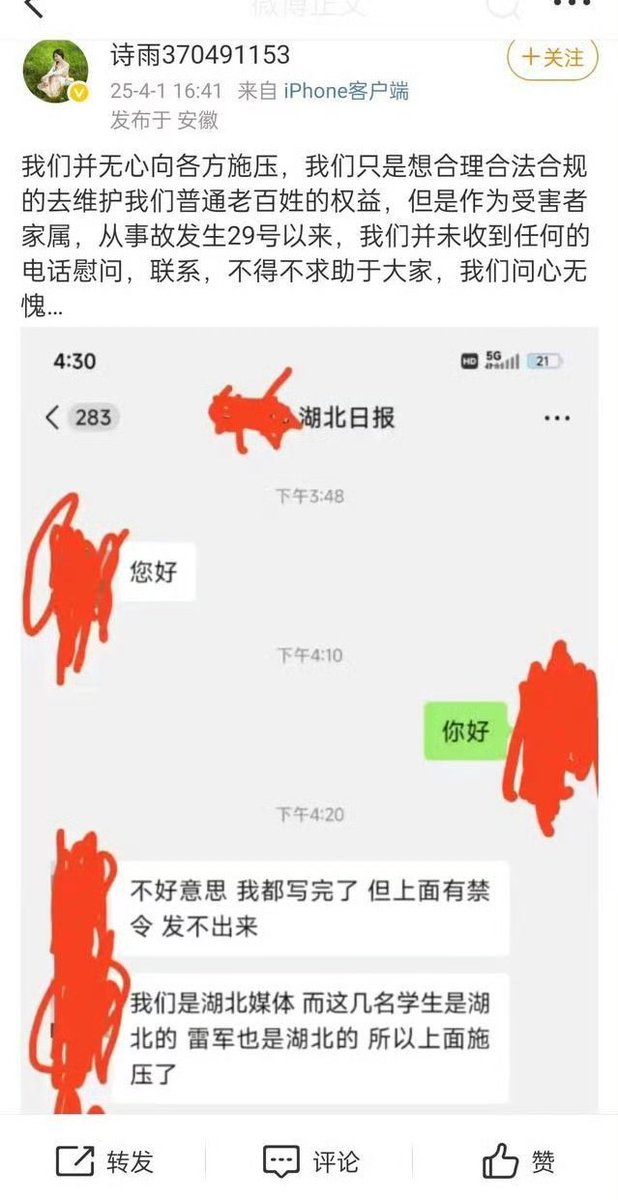 微博正文
诗雨370491153
+关注
25-4-1 16:41 来自 iPhone客户端
发布于 安徽
我们并无心向各方施压，我们只是想合理合法合规
的去维护我们普通老百姓的权益，但是作为受害者
家属，从事故发生29号以来，我们并未收到任何的
电话慰问，联系，不得不求助于大家，我们问心无
愧...
4:30
HD 5G 21
283
湖北日报
下午3:48
您好
下午4:10
你好
下午4:20
不好意思 我都写完了 但上面有禁
令 发不出来
我们是湖北媒体 而这几名学生是湖
北的 雷军也是湖北的 所以上面施
压了
转发
评论
赞